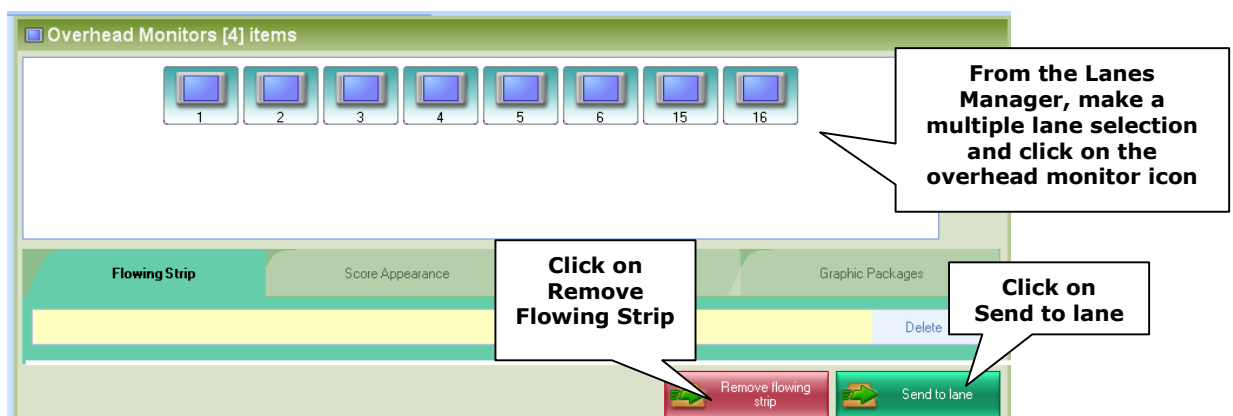 Overhead Monitors [4] items
1 2 3 4 5 6 15 16
From the Lanes
Manager, make a
multiple lane selection
and click on the
overhead monitor icon
Flowing Strip
Score Appearance
Graphic Packages
Click on
Remove
Flowing Strip
Click on
Send to lane
Delete
Remove flowing
strip
Send to lane